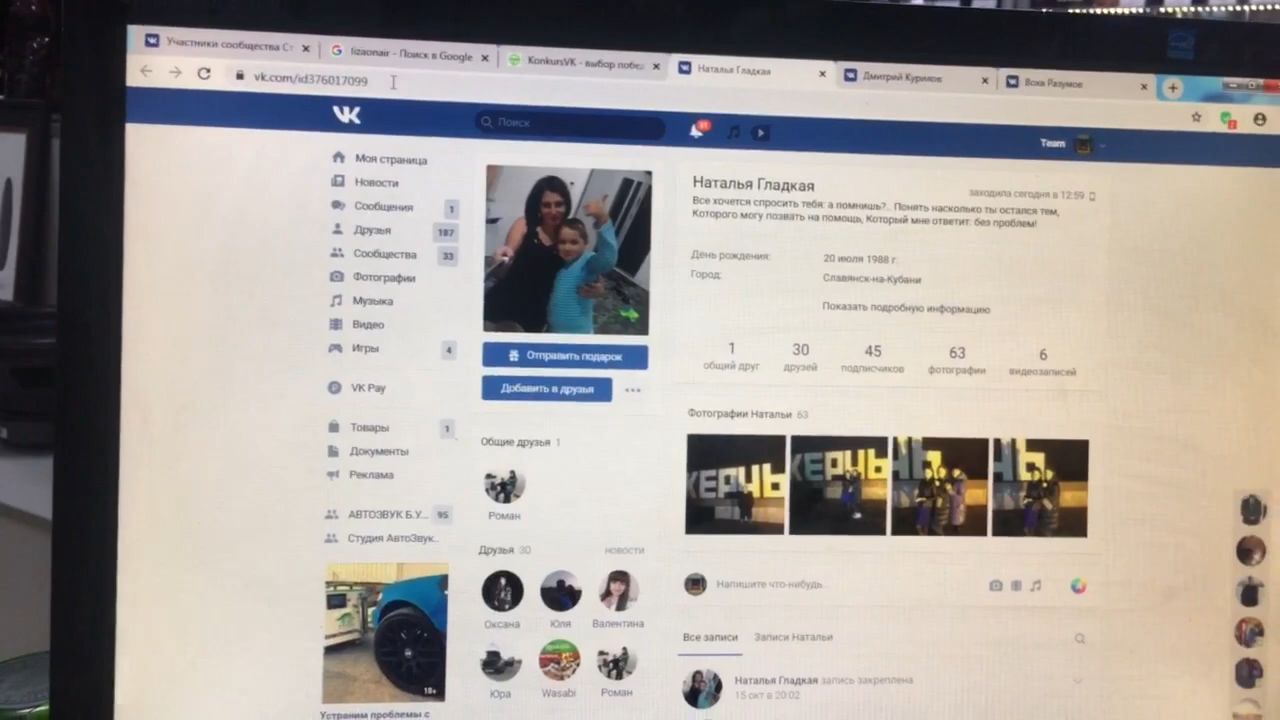 Участники сообщества Ст
lizaonair - Поиск в Google
KonkursVK - выбор побед
Наталья Гладкая
Дмитрий Курилов
Воха Разумов
vk.com/id376017099
Поиск
Team
Моя страница
Новости
Сообщения 1
Друзья 187
Сообщества 33
Фотографии
Музыка
Видео
Игры 4
VK Pay
Товары 1
Документы
Реклама
АВТОЗВУК Б.У... 95
Студия АвтоЗвук..
18+
Устраним проблемы с
Отправить подарок
Добавить в друзья
Общие друзья 1
Роман
Друзья 30
новости
Оксана
Юля
Валентина
Юра
Wasabi
Роман
Наталья Гладкая
заходила сегодня в 12:59
Все хочется спросить тебя: а помнишь?.. Понять насколько ты остался тем,
Которого могу позвать на помощь, Который мне ответит: без проблем!
День рождения: 20 июля 1988 г.
Город: Славянск-на-Кубани
Показать подробную информацию
1 общий друг
30 друзей
45 подписчиков
63 фотографии
6 видеозаписей
Фотографии Натальи 63
КЕРЧЬ
КЕРЧЬ
Напишите что-нибудь..
Все записи
Записи Натальи
Наталья Гладкая запись закреплена
15 окт в 20:02